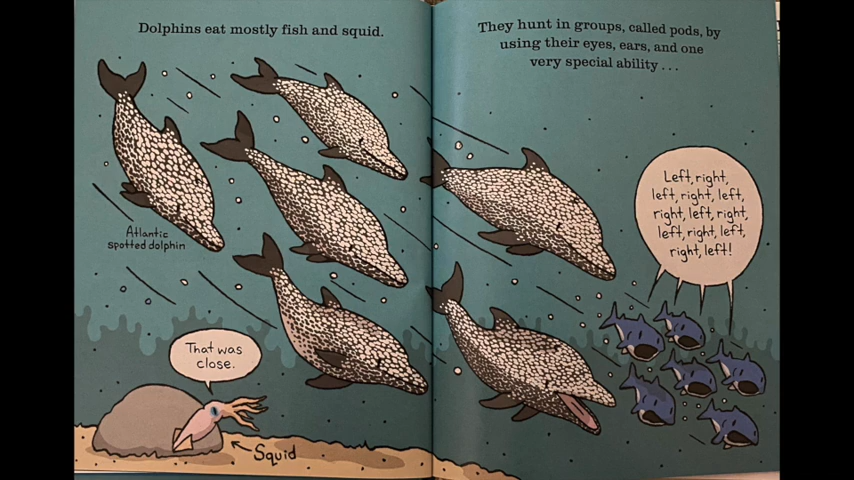 Dolphins eat mostly fish and squid.
Atlantic
spotted dolphin
That was
close.
Squid
They hunt in groups, called pods, by
using their eyes, ears, and one
very special ability . . .
Left, right,
left, right, left,
right, left, right,
left, right, left,
right, left!